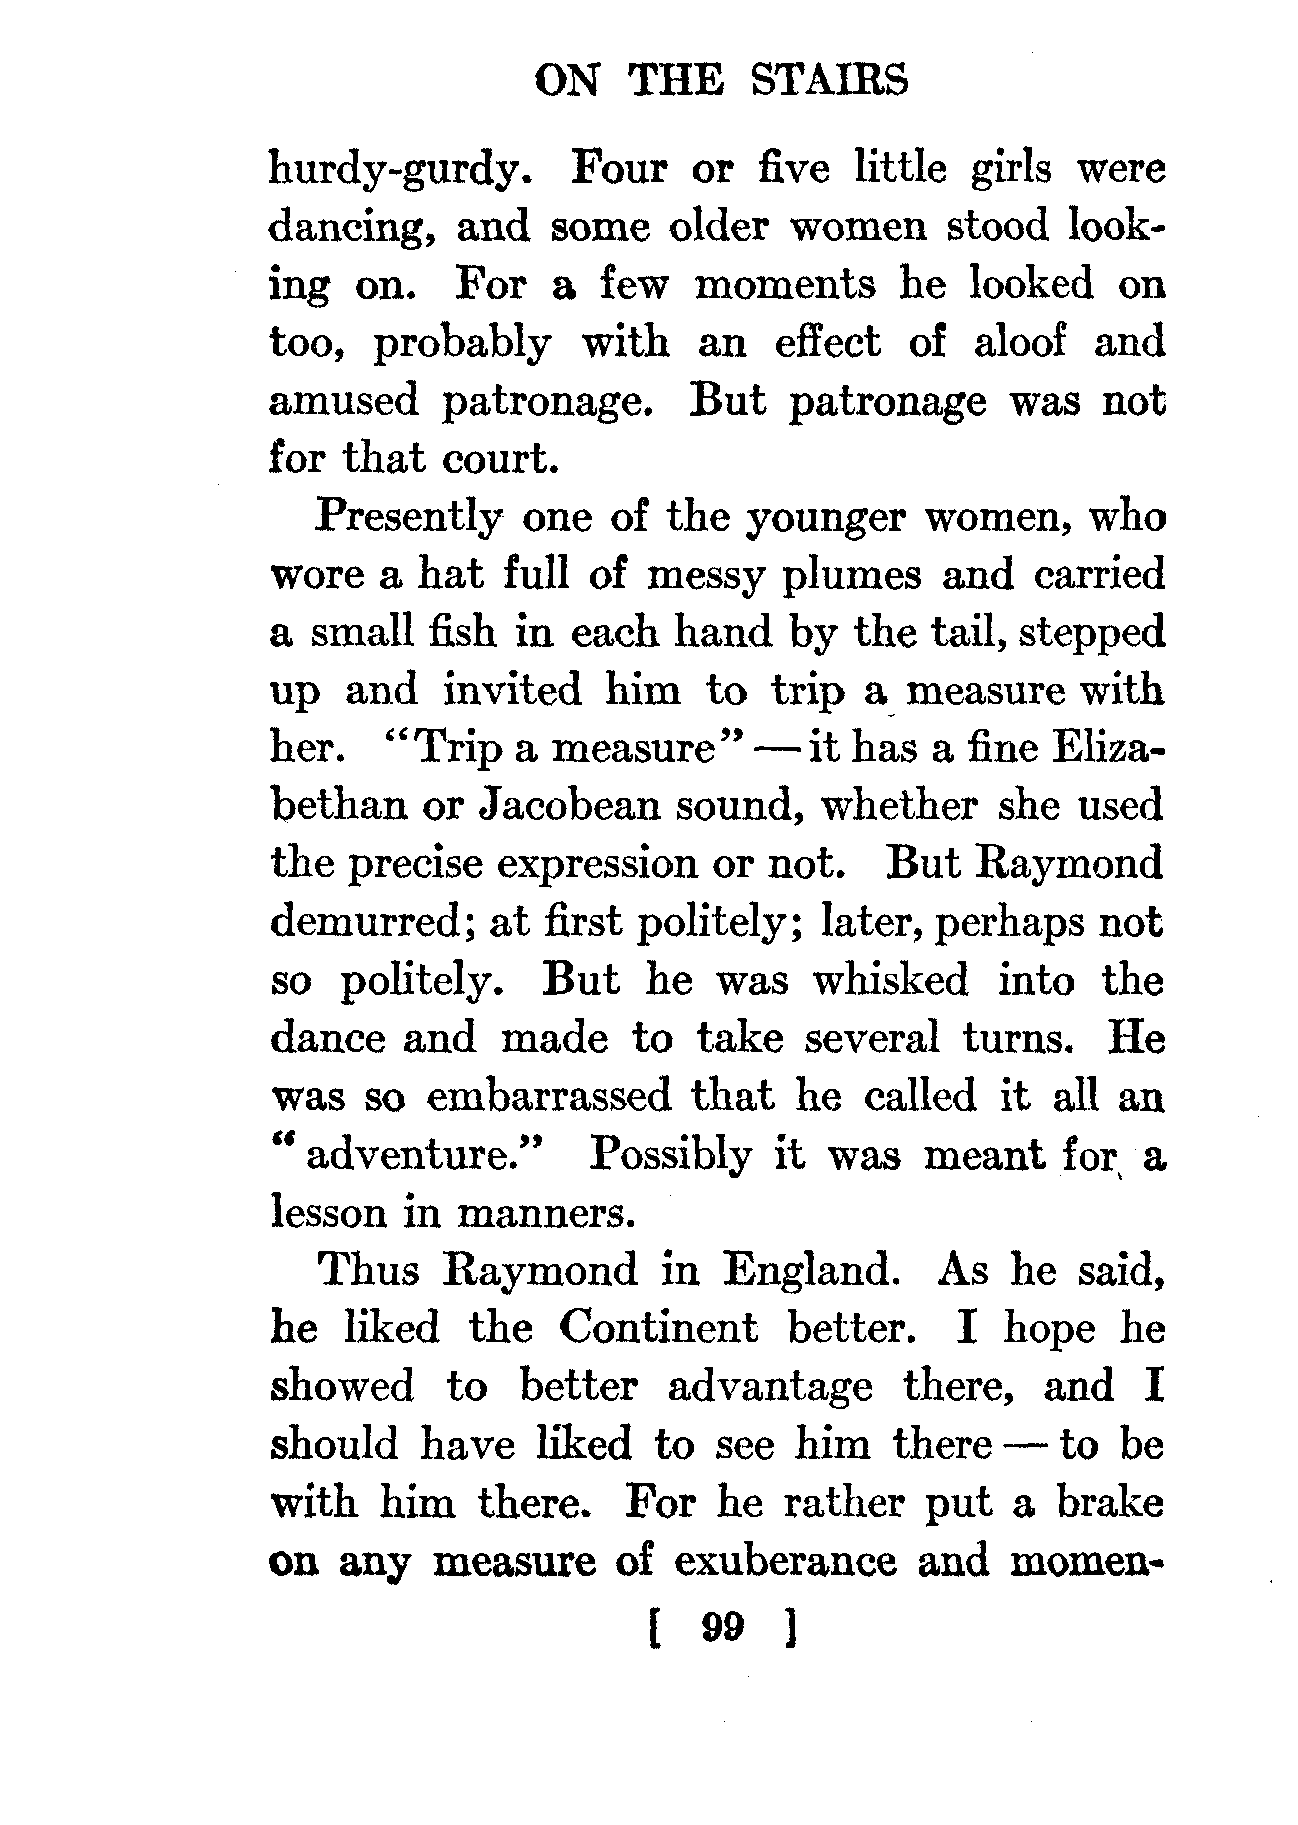 ON THE STAIRS
hurdy-gurdy. Four or five little girls were
dancing, and some older women stood look-
ing on. For a few moments he looked on
too, probably with an effect of aloof and
amused patronage. But patronage was not
for that court.
Presently one of the younger women, who
wore a hat full of messy plumes and carried
a small fish in each hand by the tail, stepped
up and invited him to trip a measure with
her. “Trip a measure” — it has a fine Eliza-
bethan or Jacobean sound, whether she used
the precise expression or not. But Raymond
demurred; at first politely; later, perhaps not
so politely. But he was whisked into the
dance and made to take several turns. He
was so embarrassed that he called it all an
“adventure.” Possibly it was meant for a
lesson in manners.
Thus Raymond in England. As he said,
he liked the Continent better. I hope he
showed to better advantage there, and I
should have liked to see him there — to be
with him there. For he rather put a brake
on any measure of exuberance and momen-
[ 99 ]